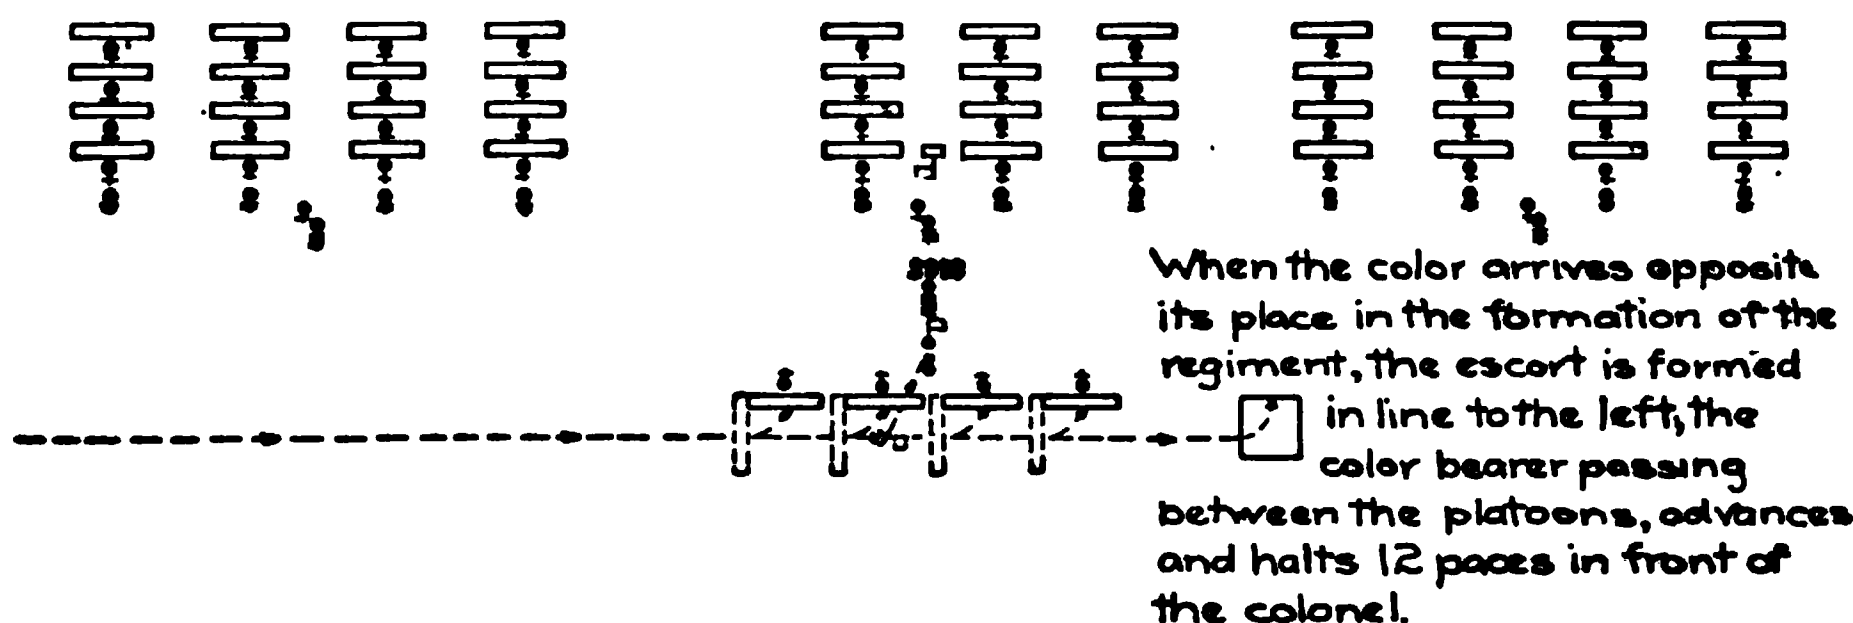 When the color arrives opposite
its place in the formation of the
regiment, the escort is formed
in line to the left, the
color bearer passing
between the platoons, advances
and halts 12 paces in front of
the colonel.